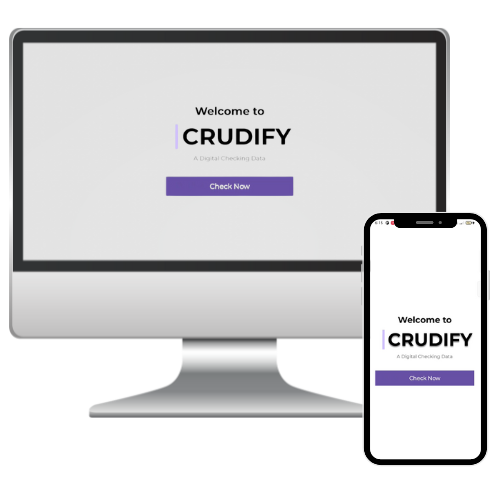 Welcome to
CRUDIFY
A Digital Checking Data
Check Now
Welcome to
CRUDIFY
A Digital Checking Data
Check Now